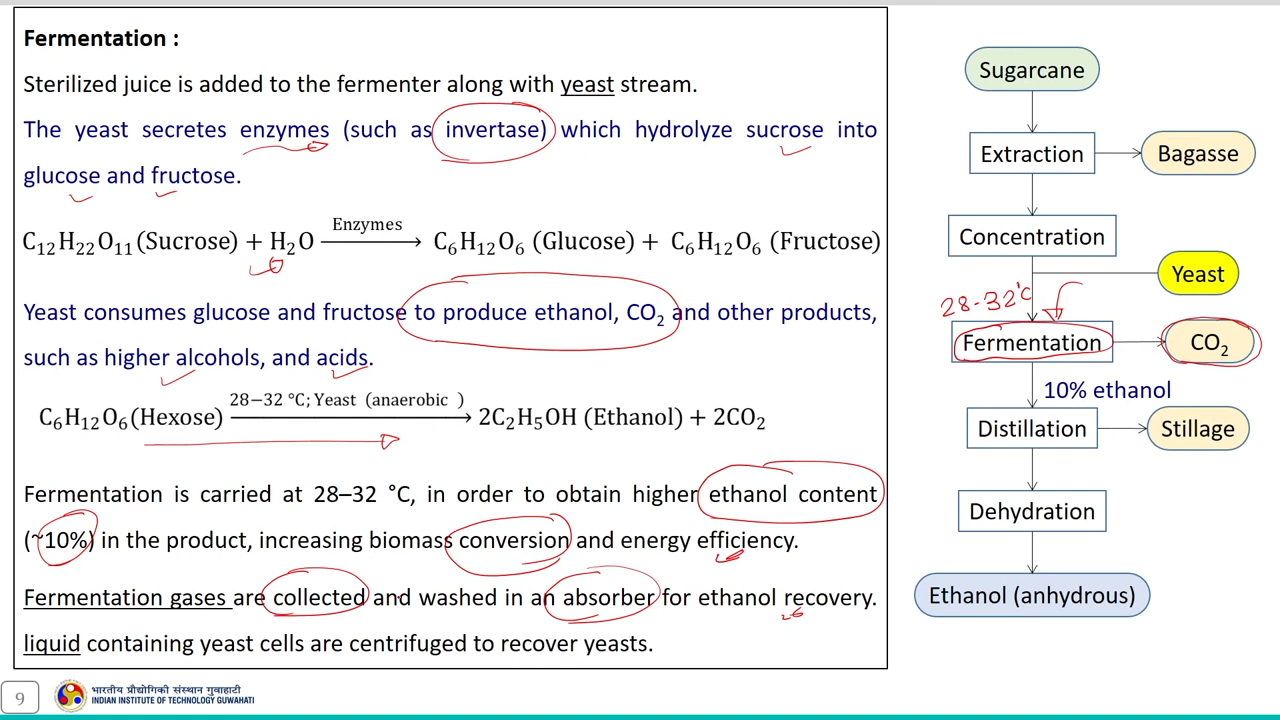 Fermentation :
Sterilized juice is added to the fermenter along with yeast stream.
The yeast secretes enzymes (such as invertase) which hydrolyze sucrose into
glucose and fructose.
C₁₂H₂₂O₁₁(Sucrose) + H₂O ⟶ C₆H₁₂O₆ (Glucose) + C₆H₁₂O₆ (Fructose)
Enzymes
Yeast consumes glucose and fructose to produce ethanol, CO₂ and other products,
such as higher alcohols, and acids.
28−32 °C; Yeast (anaerobic )
C₆H₁₂O₆(Hexose) ⟶ 2C₂H₅OH (Ethanol) + 2CO₂
Fermentation is carried at 28–32 °C, in order to obtain higher ethanol content
(~10%) in the product, increasing biomass conversion and energy efficiency.
Fermentation gases are collected and washed in an absorber for ethanol recovery.
liquid containing yeast cells are centrifuged to recover yeasts.
Sugarcane
Extraction
Bagasse
Concentration
Yeast
28-32°C
Fermentation
CO₂
10% ethanol
Distillation
Stillage
Dehydration
Ethanol (anhydrous)
9
भारतीय प्रौद्योगिकी संस्थान गुवाहाटी
INDIAN INSTITUTE OF TECHNOLOGY GUWAHATI